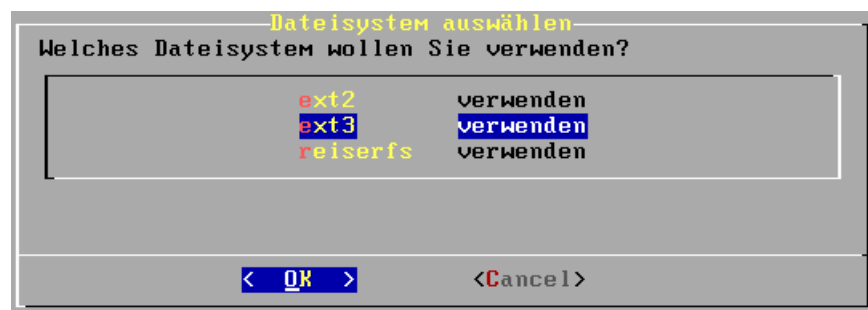 Dateisystem auswählen
Welches Dateisystem wollen Sie verwenden?
ext2 verwenden
ext3 verwenden
reiserfs verwenden
< OK > <Cancel>